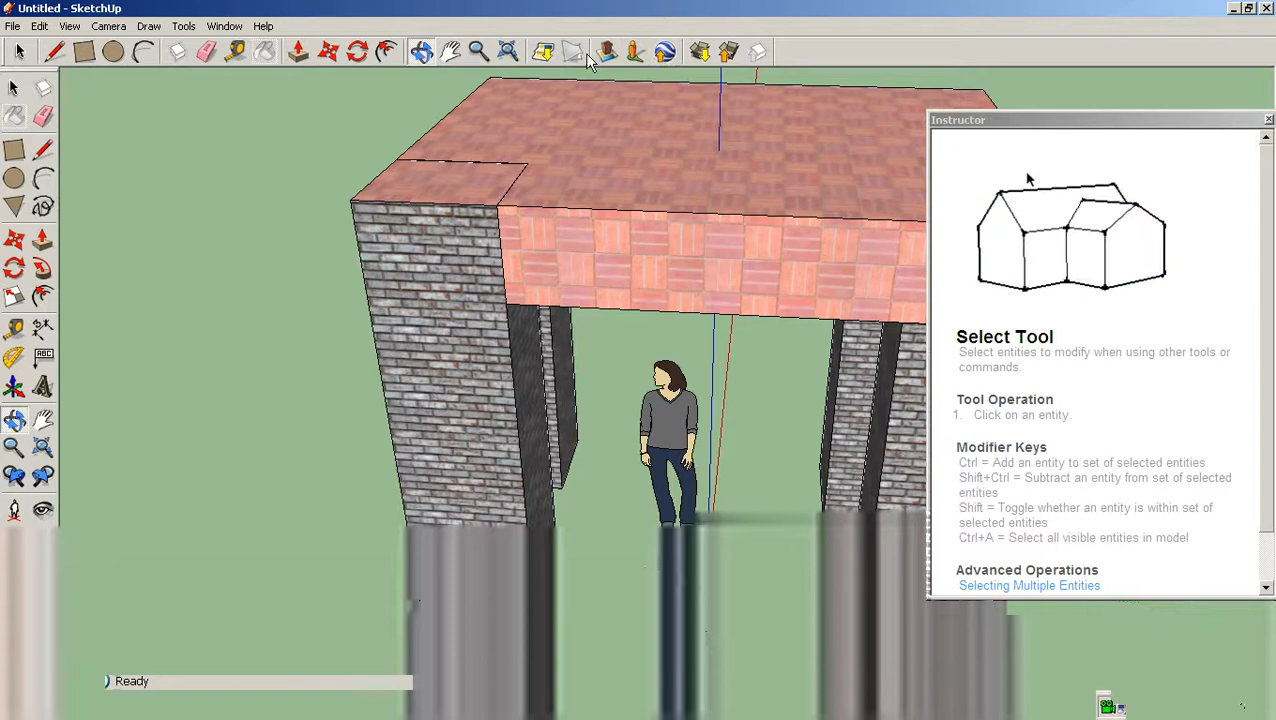 Untitled - SketchUp
File Edit View Camera Draw Tools Window Help
Instructor
ABC
Select Tool
Select entities to modify when using other tools or
commands.
Tool Operation
1. Click on an entity.
Modifier Keys
Ctrl = Add an entity to set of selected entities
Shift+Ctrl = Subtract an entity from set of selected
entities
Shift = Toggle whether an entity is within set of
selected entities
Ctrl+A = Select all visible entities in model
Advanced Operations
Selecting Multiple Entities
Ready